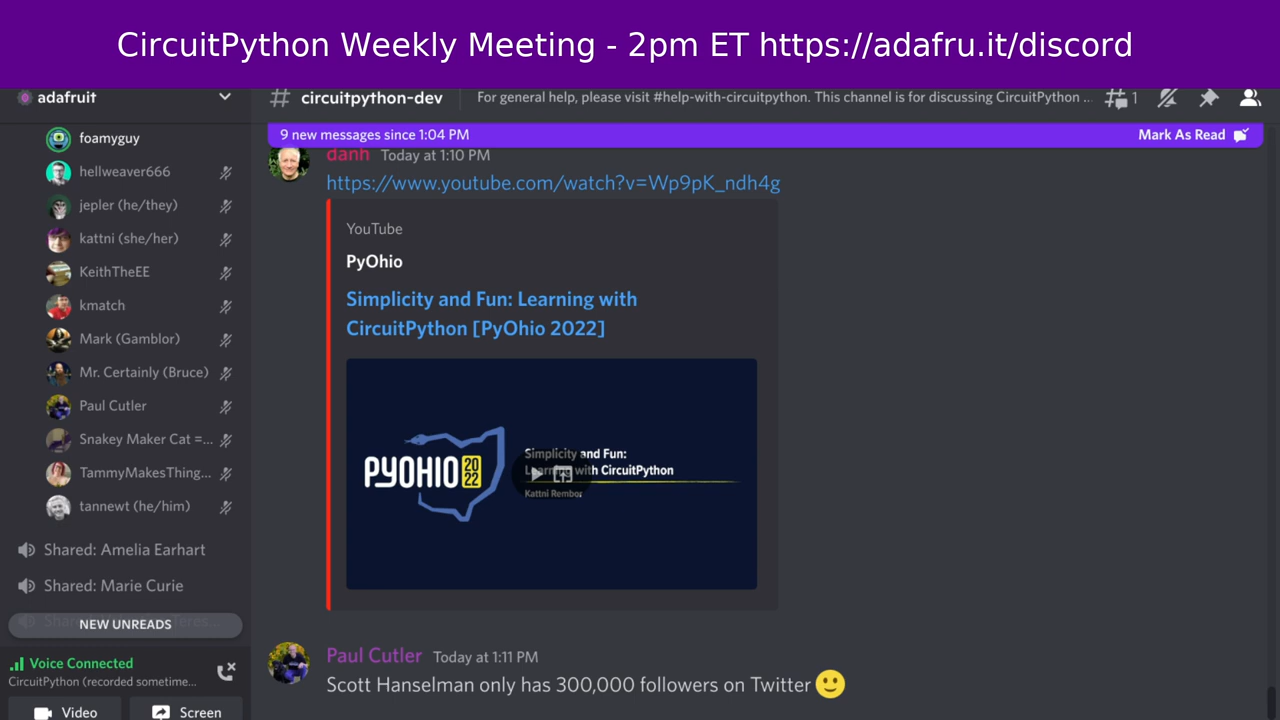 CircuitPython Weekly Meeting - 2pm ET https://adafru.it/discord
adafruit
# circuitpython-dev
For general help, please visit #help-with-circuitpython. This channel is for discussing CircuitPython ...
1
9 new messages since 1:04 PM
Mark As Read
foamyguy
hellweaver666
jepler (he/they)
kattni (she/her)
KeithTheEE
kmatch
Mark (Gamblor)
Mr. Certainly (Bruce)
Paul Cutler
Snakey Maker Cat =...
TammyMakesThing...
tannewt (he/him)
Shared: Amelia Earhart
Shared: Marie Curie
NEW UNREADS
Voice Connected
CircuitPython (recorded sometime...
Video
Screen
danh Today at 1:10 PM
https://www.youtube.com/watch?v=Wp9pK_ndh4g
YouTube
PyOhio
Simplicity and Fun: Learning with
CircuitPython [PyOhio 2022]
PYOHIO 2022
Simplicity and Fun:
Learning with CircuitPython
Kattni Rembor
Paul Cutler Today at 1:11 PM
Scott Hanselman only has 300,000 followers on Twitter